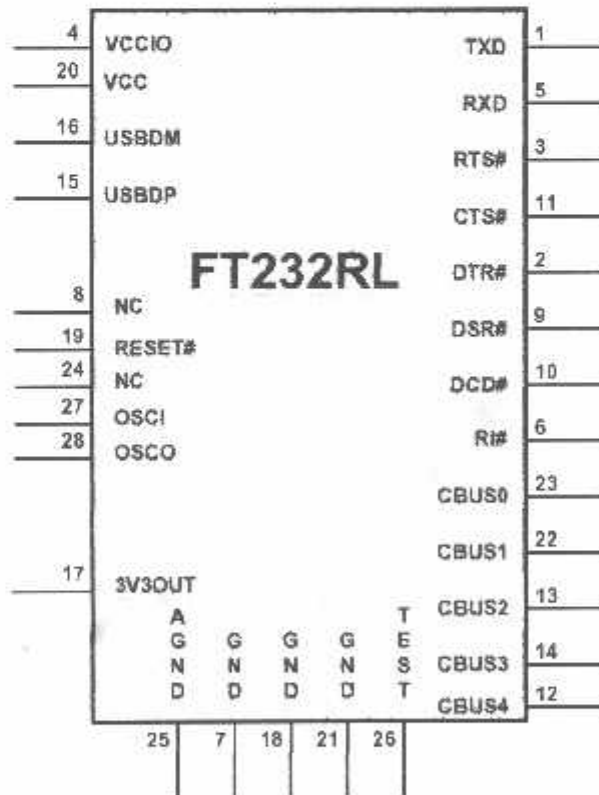 4 VCCIO TXD 1
20 VCC
RXD 5
16 USBDM
RTS# 3
15 USBDP
CTS# 11
FT232RL
DTR# 2
8 NC
DSR# 9
19 RESET#
24 NC
DCD# 10
27 OSCI
RI# 6
28 OSCO
CBUS0 23
CBUS1 22
17 3V3OUT
CBUS2 13
AGND GND GND GND TEST
CBUS3 14
CBUS4 12
25 7 18 21 26